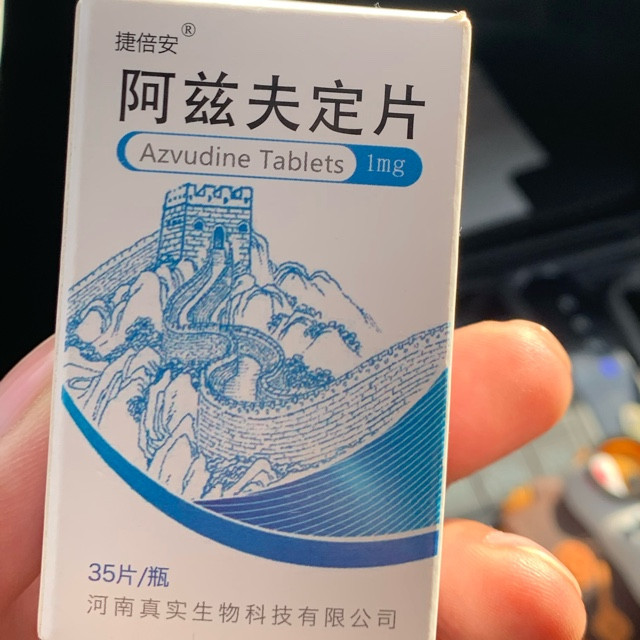 捷倍安®
阿兹夫定片
Azvudine Tablets 1mg
35片/瓶
河南真实生物科技有限公司